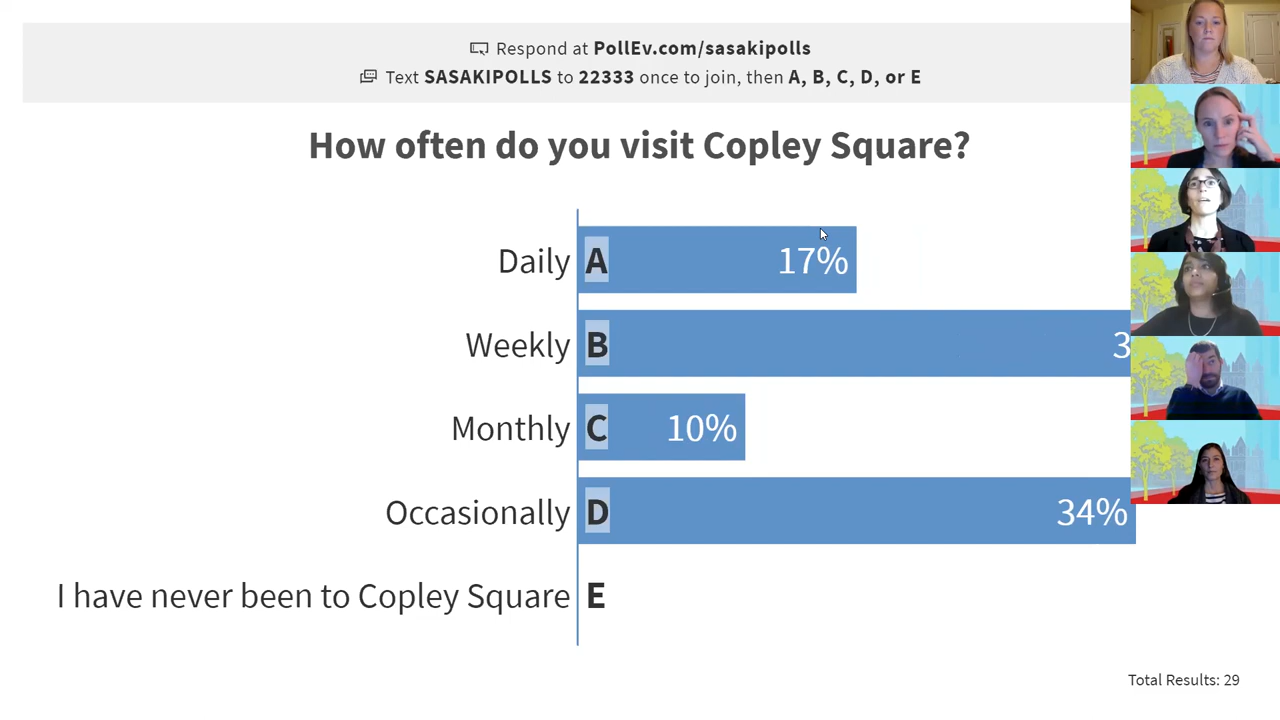 Respond at PollEv.com/sasakipolls
Text SASAKIPOLLS to 22333 once to join, then A, B, C, D, or E
How often do you visit Copley Square?
Daily A 17%
Weekly B 3
Monthly C 10%
Occasionally D 34%
I have never been to Copley Square E
Total Results: 29